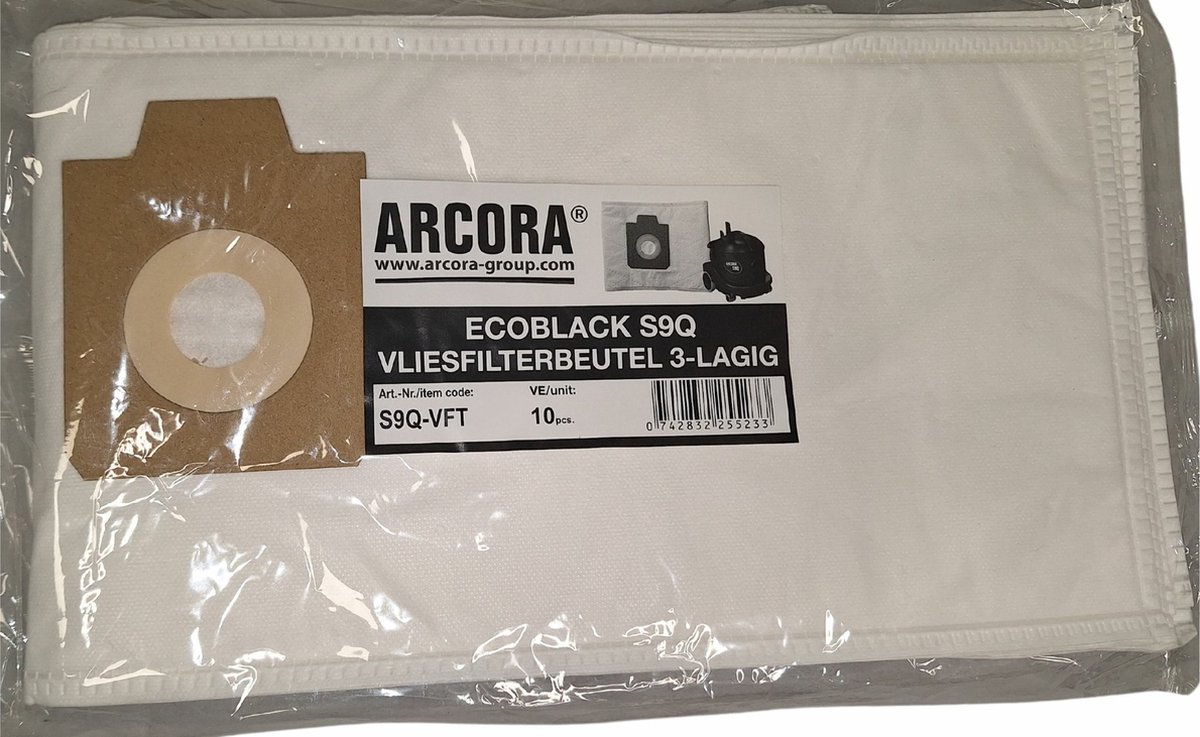 ARCORA®
www.arcora-group.com
ECOBLACK S9Q
VLIESFILTERBEUTEL 3-LAGIG
Art.-Nr./item code:
VE/unit:
S9Q-VFT
10pcs.
0 742832 255233